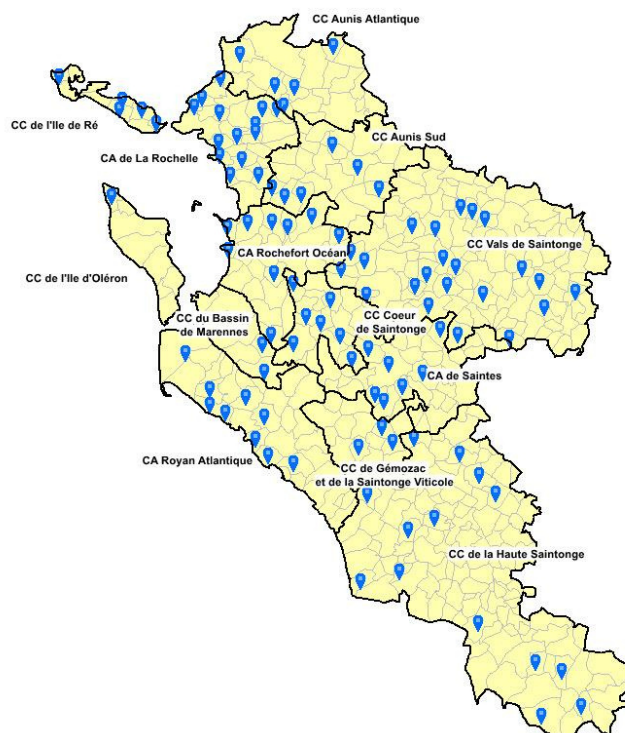 CC Aunis Atlantique
CC de l'Ile de Ré
CC Aunis Sud
CA de La Rochelle
CC Vals de Saintonge
CA Rochefort Océan
CC de l'Ile d'Oléron
CC du Bassin
de Marennes
CC Coeur
de Saintonge
CA de Saintes
CA Royan Atlantique
CC de Gémozac
et de la Saintonge Viticole
CC de la Haute Saintonge